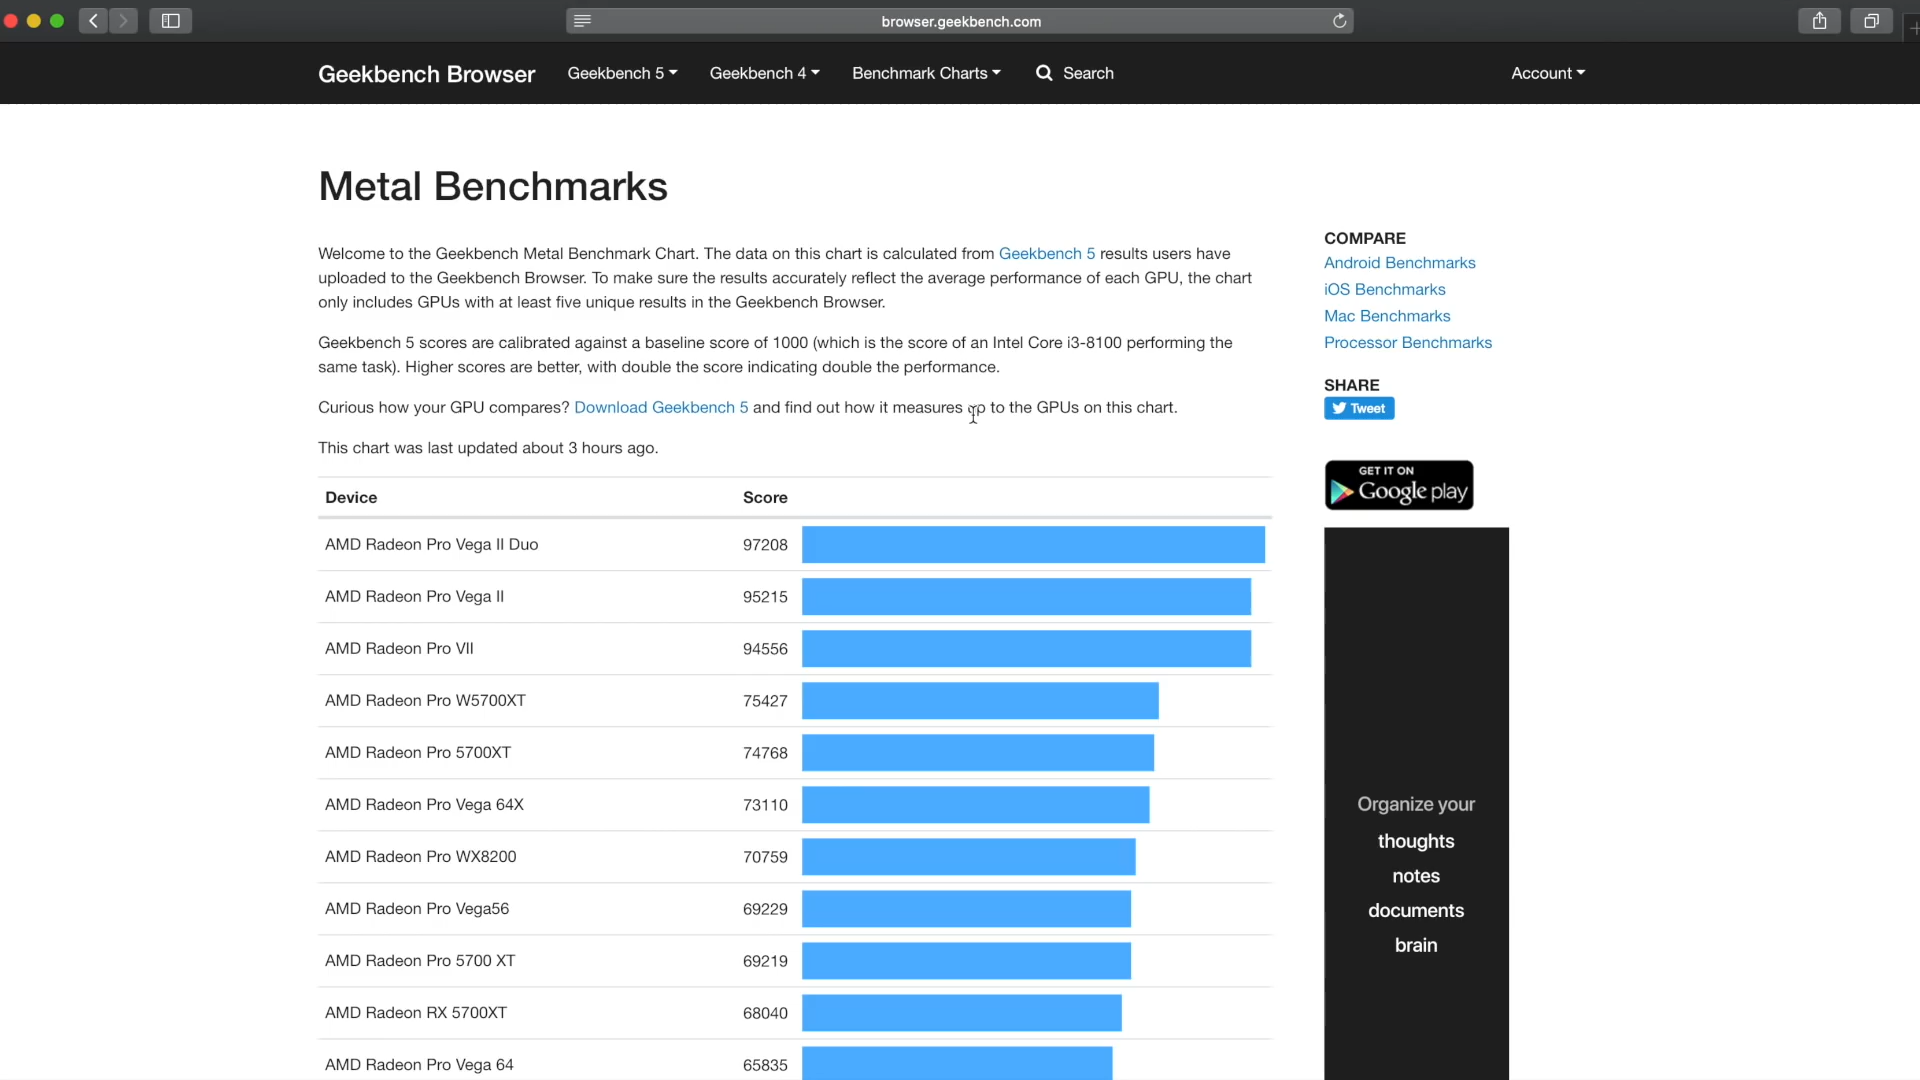 browser.geekbench.com
Geekbench Browser Geekbench 5 Geekbench 4 Benchmark Charts Search Account
Metal Benchmarks
Welcome to the Geekbench Metal Benchmark Chart. The data on this chart is calculated from Geekbench 5 results users have
uploaded to the Geekbench Browser. To make sure the results accurately reflect the average performance of each GPU, the chart
only includes GPUs with at least five unique results in the Geekbench Browser.
Geekbench 5 scores are calibrated against a baseline score of 1000 (which is the score of an Intel Core i3-8100 performing the
same task). Higher scores are better, with double the score indicating double the performance.
Curious how your GPU compares? Download Geekbench 5 and find out how it measures up to the GPUs on this chart.
This chart was last updated about 3 hours ago.
Device Score
AMD Radeon Pro Vega II Duo 97208
AMD Radeon Pro Vega II 95215
AMD Radeon Pro VII 94556
AMD Radeon Pro W5700XT 75427
AMD Radeon Pro 5700XT 74768
AMD Radeon Pro Vega 64X 73110
AMD Radeon Pro WX8200 70759
AMD Radeon Pro Vega56 69229
AMD Radeon Pro 5700 XT 69219
AMD Radeon RX 5700XT 68040
AMD Radeon Pro Vega 64 65835
COMPARE
Android Benchmarks
iOS Benchmarks
Mac Benchmarks
Processor Benchmarks
SHARE
Tweet
GET IT ON
Google play
Organize your
thoughts
notes
documents
brain